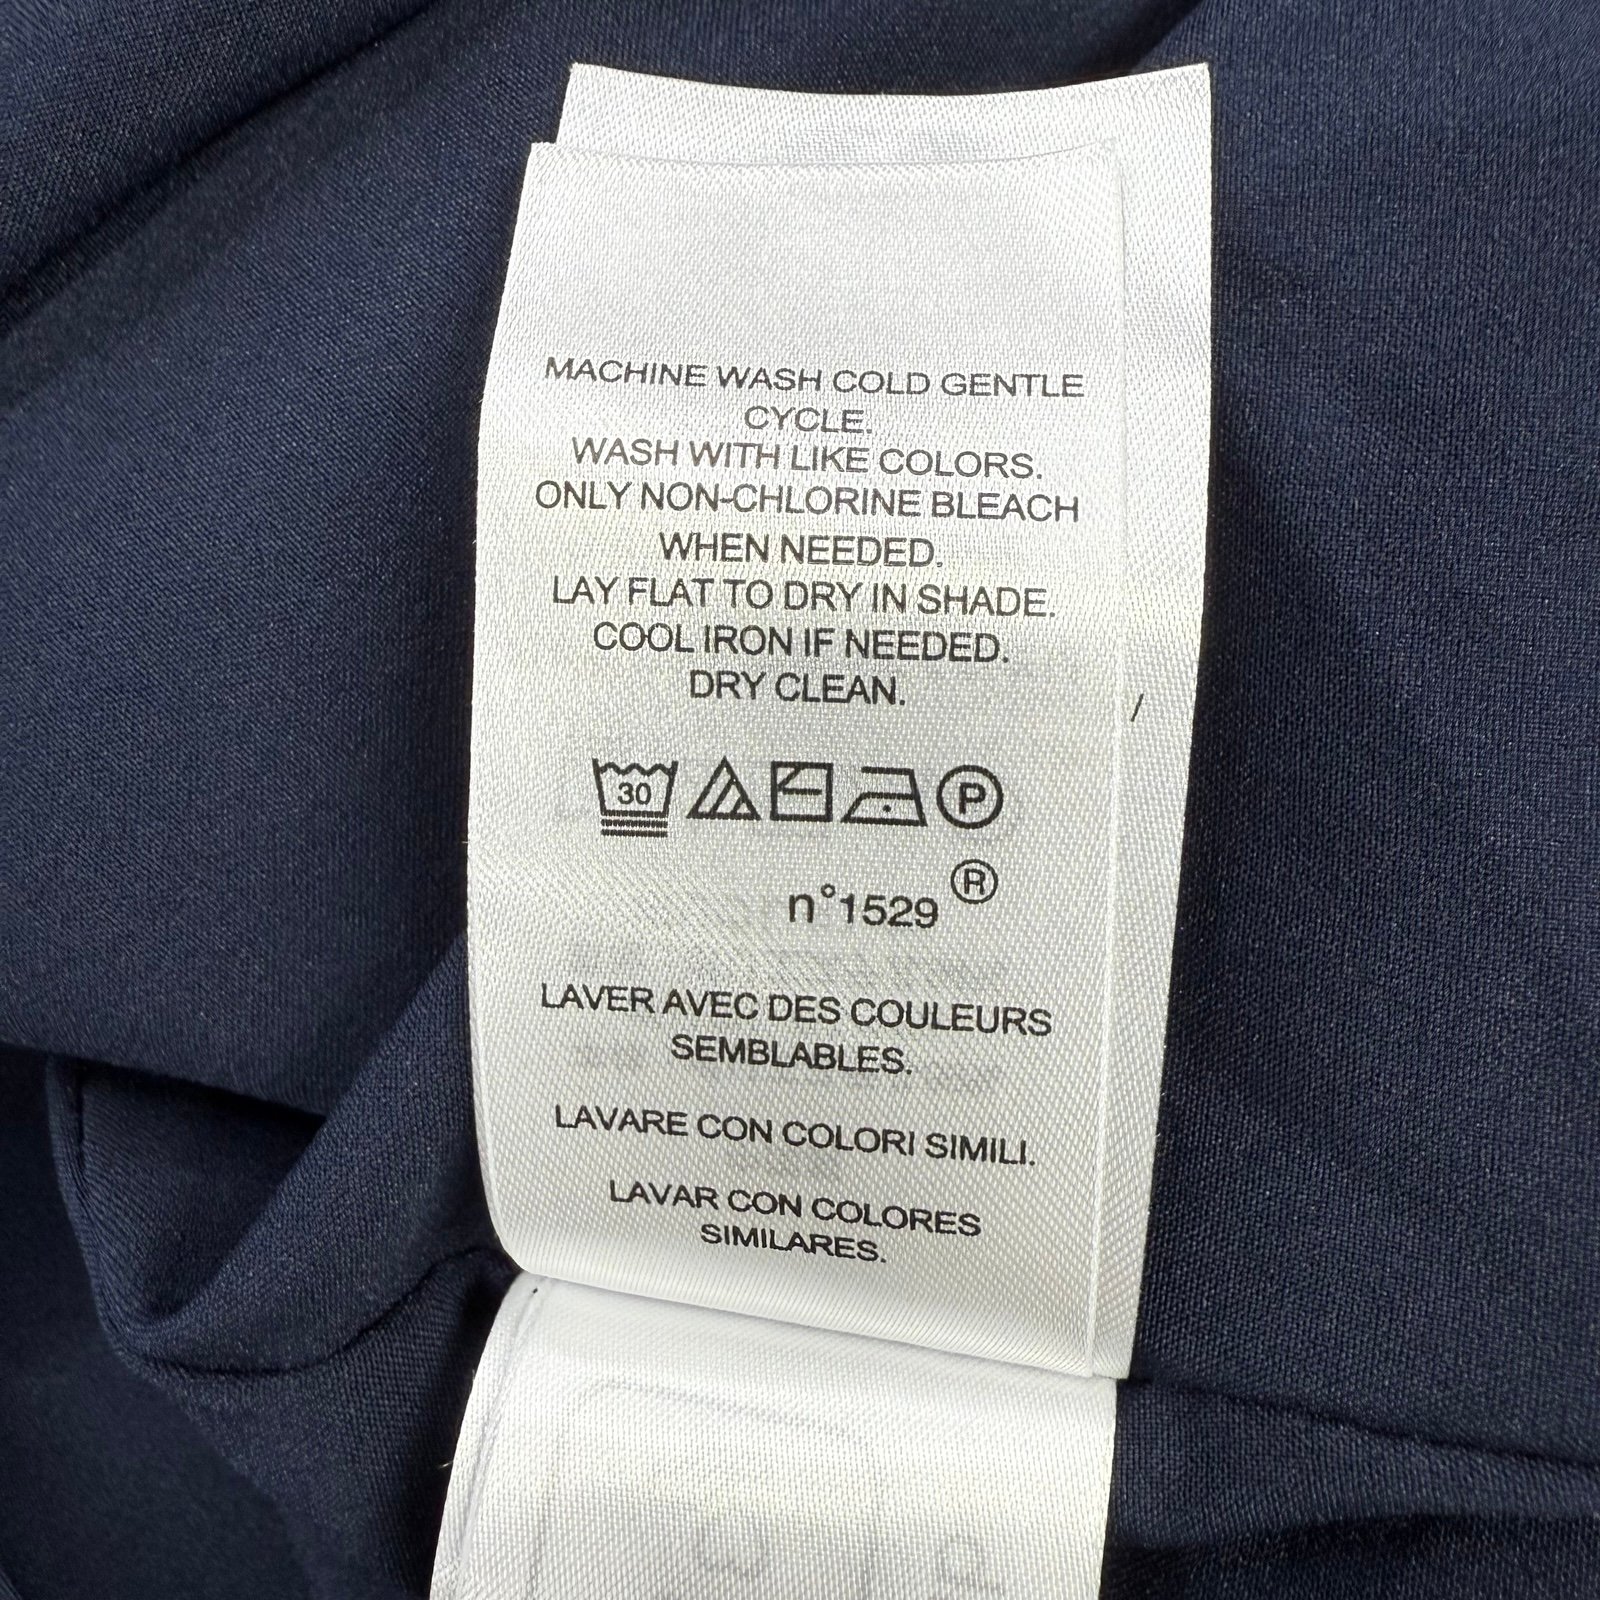 MACHINE WASH COLD GENTLE
CYCLE.
WASH WITH LIKE COLORS.
ONLY NON-CHLORINE BLEACH
WHEN NEEDED.
LAY FLAT TO DRY IN SHADE.
COOL IRON IF NEEDED.
DRY CLEAN.
30 P
n°1529 ®
LAVER AVEC DES COULEURS
SEMBLABLES.
LAVARE CON COLORI SIMILI.
LAVAR CON COLORES
SIMILARES.